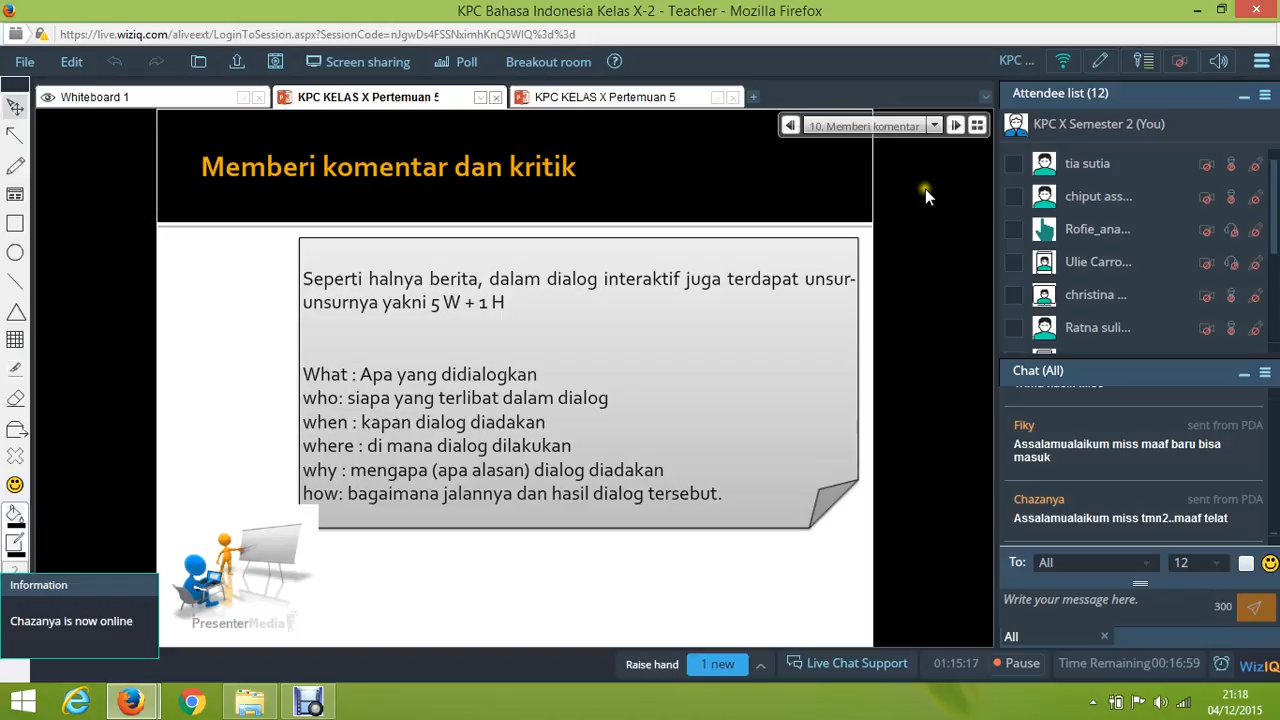 KPC Bahasa Indonesia Kelas X-2 - Teacher - Mozilla Firefox
https://live.wiziq.com/aliveext/LoginToSession.aspx?SessionCode=nJgwDs4FSSNximhKnQ5WIQ%3d%3d
File Edit Screen sharing Poll Breakout room ? KPC ...
Whiteboard 1 KPC KELAS X Pertemuan 5 KPC KELAS X Pertemuan 5
10. Memberi komentar
Memberi komentar dan kritik
Seperti halnya berita, dalam dialog interaktif juga terdapat unsur-
unsurnya yakni 5 W + 1 H
What : Apa yang didialogkan
who: siapa yang terlibat dalam dialog
when : kapan dialog diadakan
where : di mana dialog dilakukan
why : mengapa (apa alasan) dialog diadakan
how: bagaimana jalannya dan hasil dialog tersebut.
PresenterMedia
Information
Chazanya is now online
Attendee list (12)
KPC X Semester 2 (You)
tia sutia
chiput ass...
Rofie_ana...
Ulie Carro...
christina ...
Ratna suli...
Chat (All)
Fiky sent from PDA
Assalamualaikum miss maaf baru bisa
masuk
Chazanya sent from PDA
Assalamualaikum miss tmn2..maaf telat
To: All 12
Write your message here. 300
All
Raise hand 1 new Live Chat Support 01:15:17 Pause Time Remaining 00:16:59 WizIQ
21:18
04/12/2015